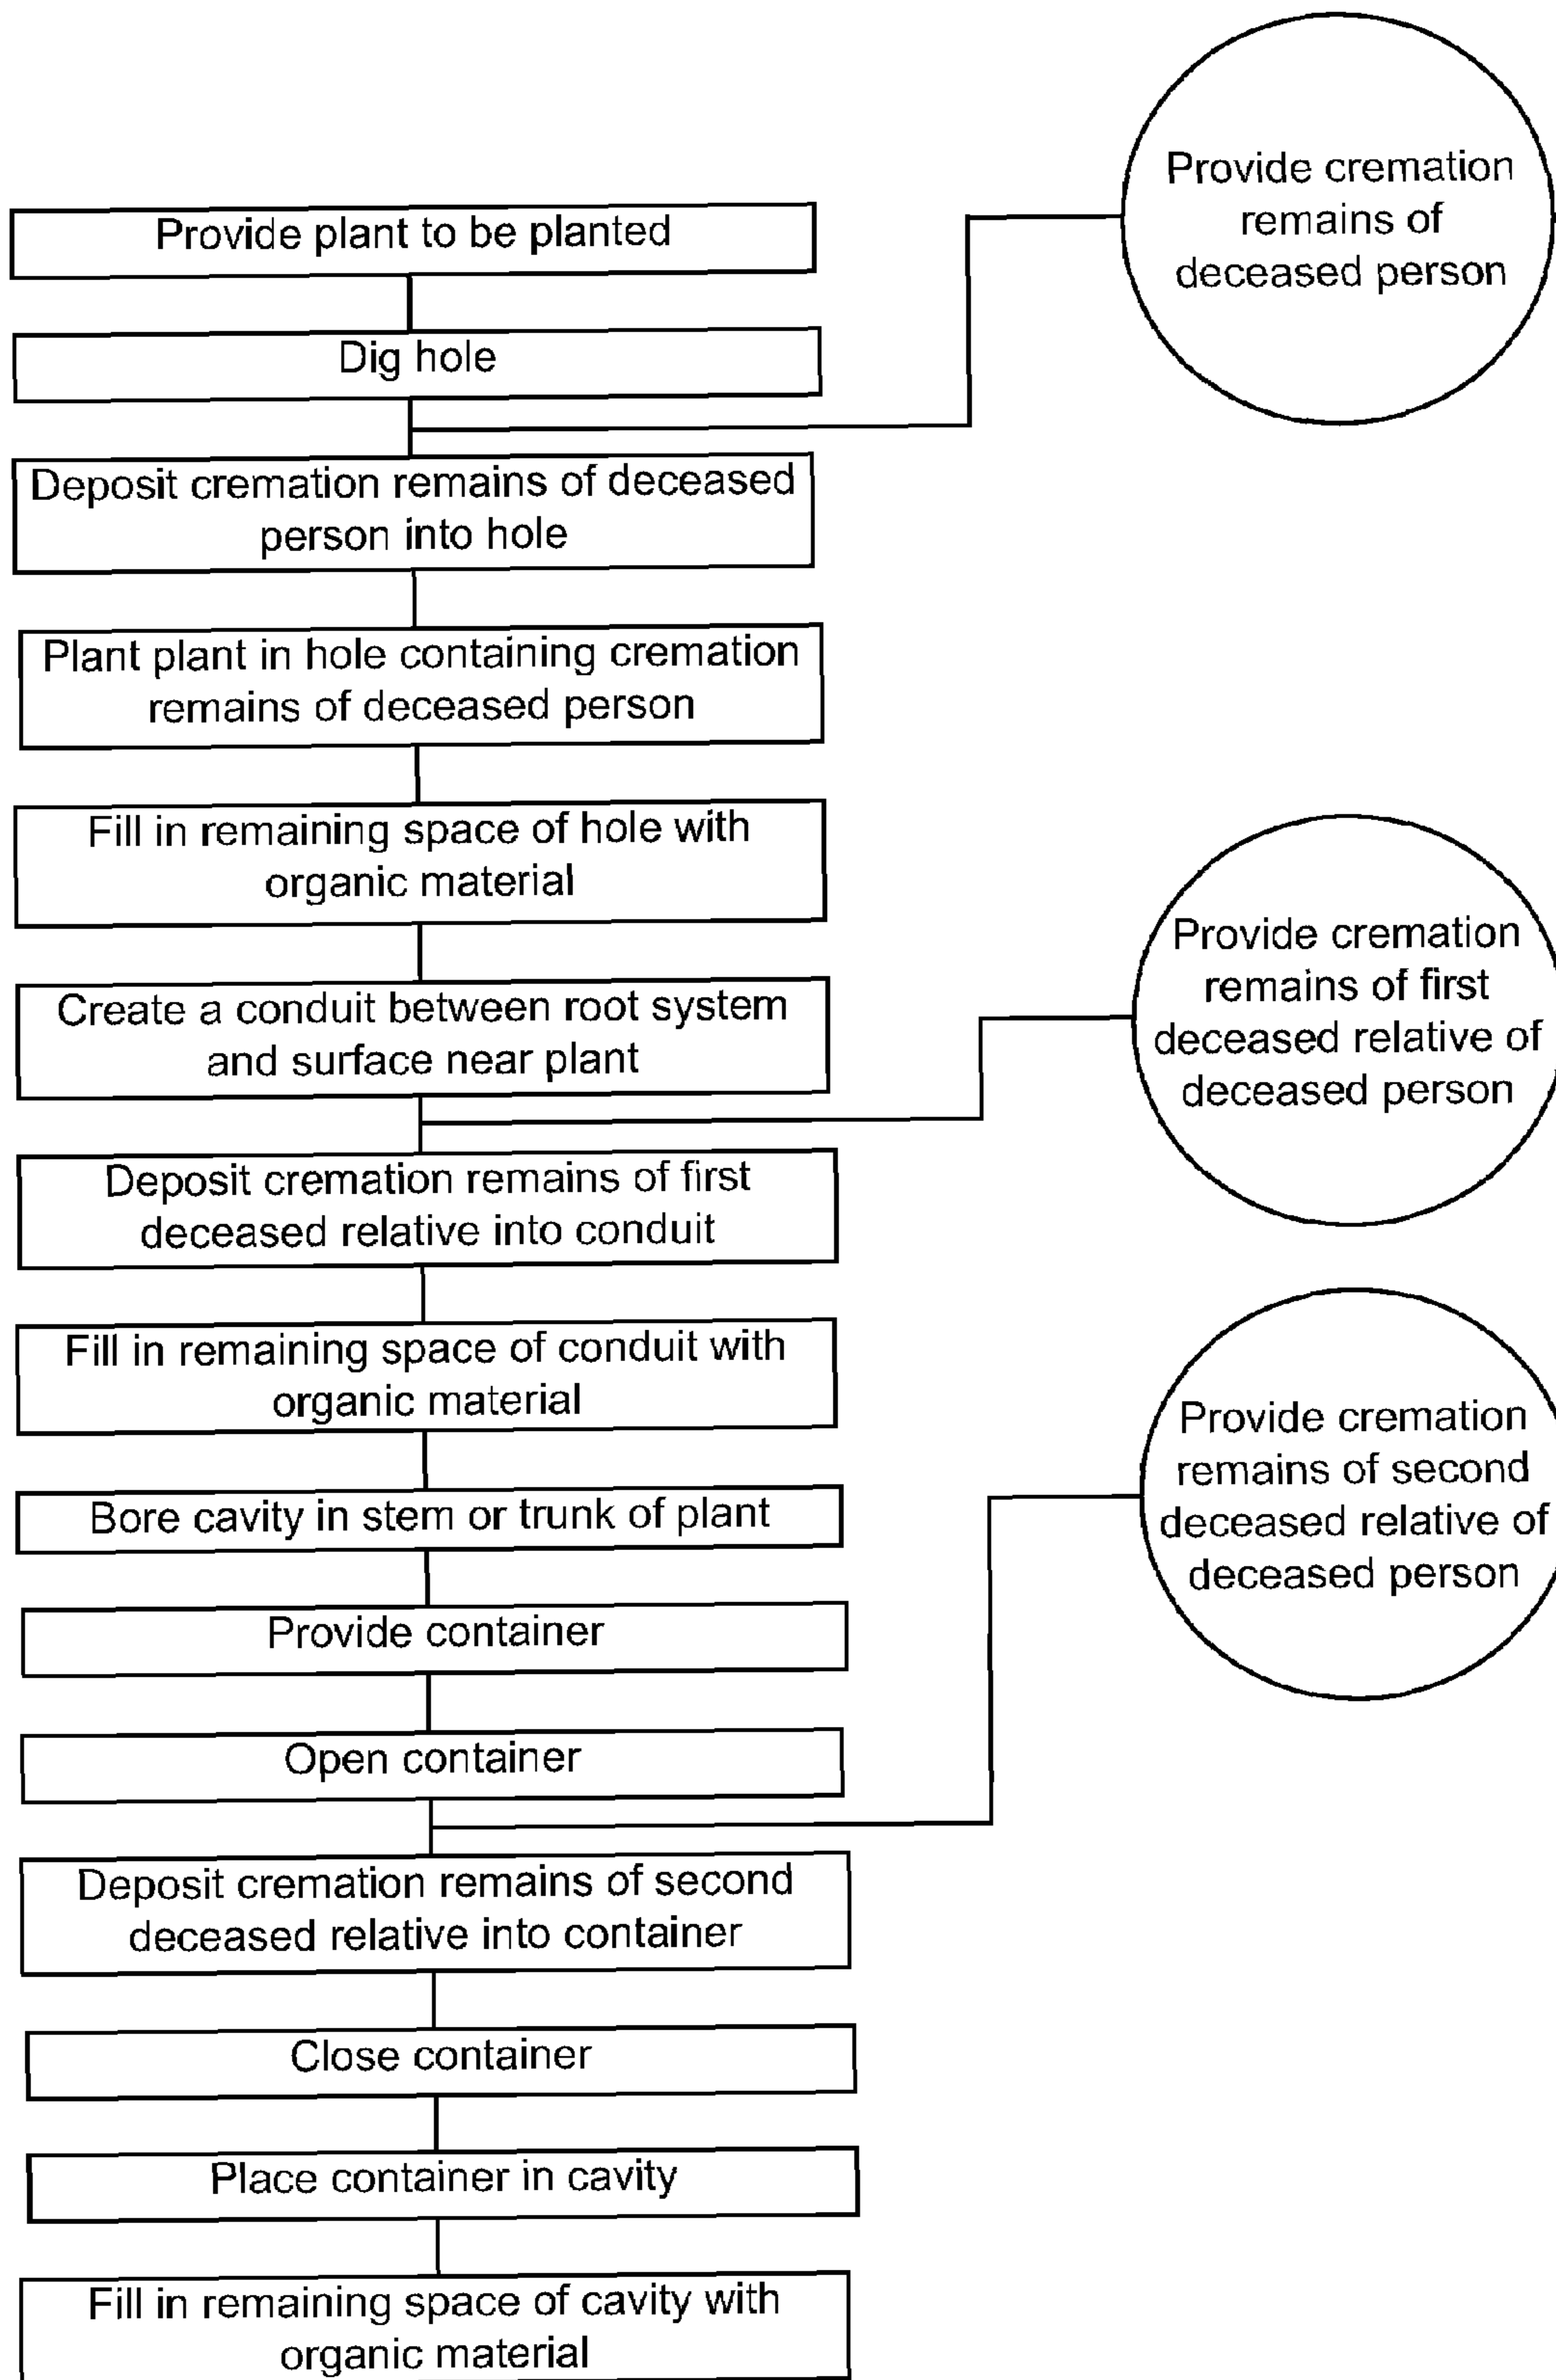 Provide cremation
remains of
deceased person
Provide plant to be planted
Dig hole
Deposit cremation remains of deceased
person into hole
Plant plant in hole containing cremation
remains of deceased person
Fill in remaining space of hole with
organic material
Provide cremation
remains of first
deceased relative of
deceased person
Create a conduit between root system
and surface near plant
Deposit cremation remains of first
deceased relative into conduit
Fill in remaining space of conduit with
organic material
Provide cremation
remains of second
deceased relative of
deceased person
Bore cavity in stem or trunk of plant
Provide container
Open container
Deposit cremation remains of second
deceased relative into container
Close container
Place container in cavity
Fill in remaining space of cavity with
organic material